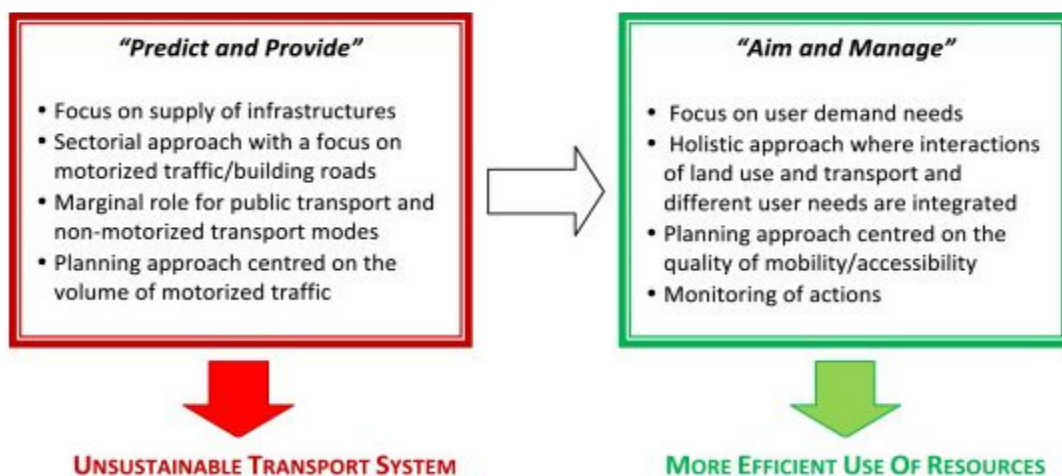 “Predict and Provide”
• Focus on supply of infrastructures
• Sectorial approach with a focus on
motorized traffic/building roads
• Marginal role for public transport and
non-motorized transport modes
• Planning approach centred on the
volume of motorized traffic
UNSUSTAINABLE TRANSPORT SYSTEM
“Aim and Manage”
• Focus on user demand needs
• Holistic approach where interactions
of land use and transport and
different user needs are integrated
• Planning approach centred on the
quality of mobility/accessibility
• Monitoring of actions
MORE EFFICIENT USE OF RESOURCES